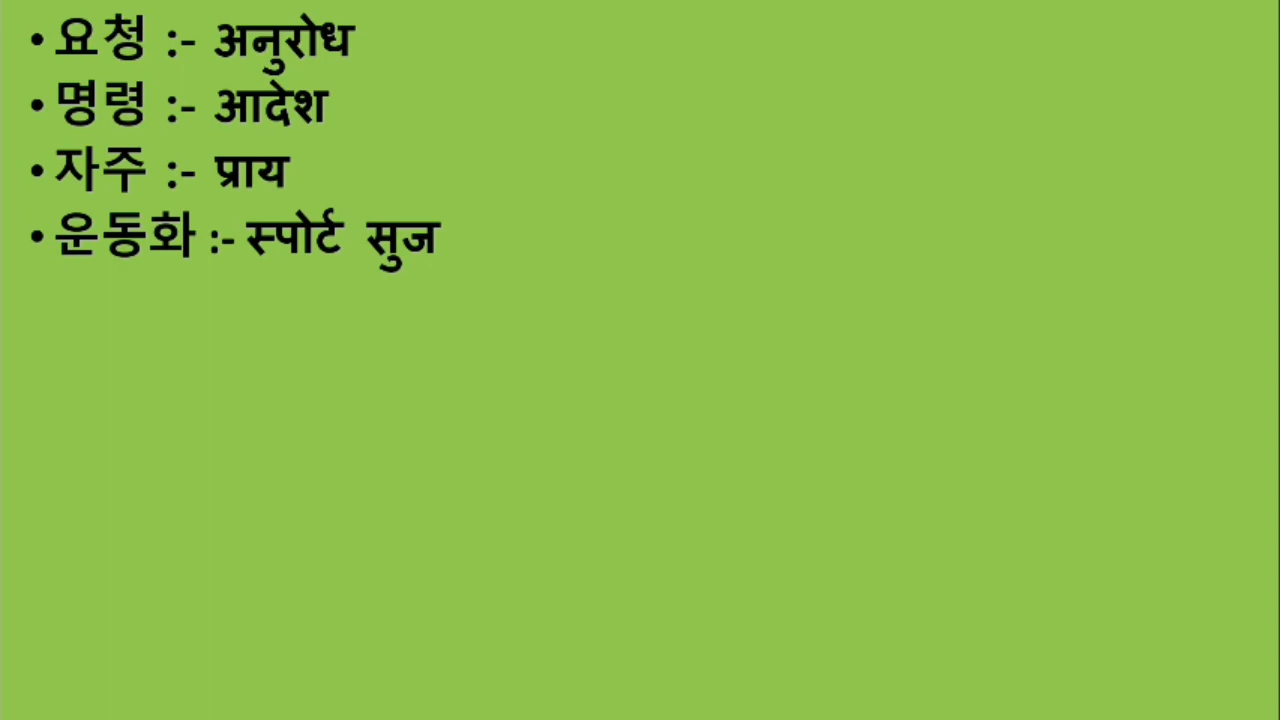 • 요청 :- अनुरोध
• 명령 :- आदेश
• 자주 :- प्राय
• 운동화 :- स्पोर्ट सुज